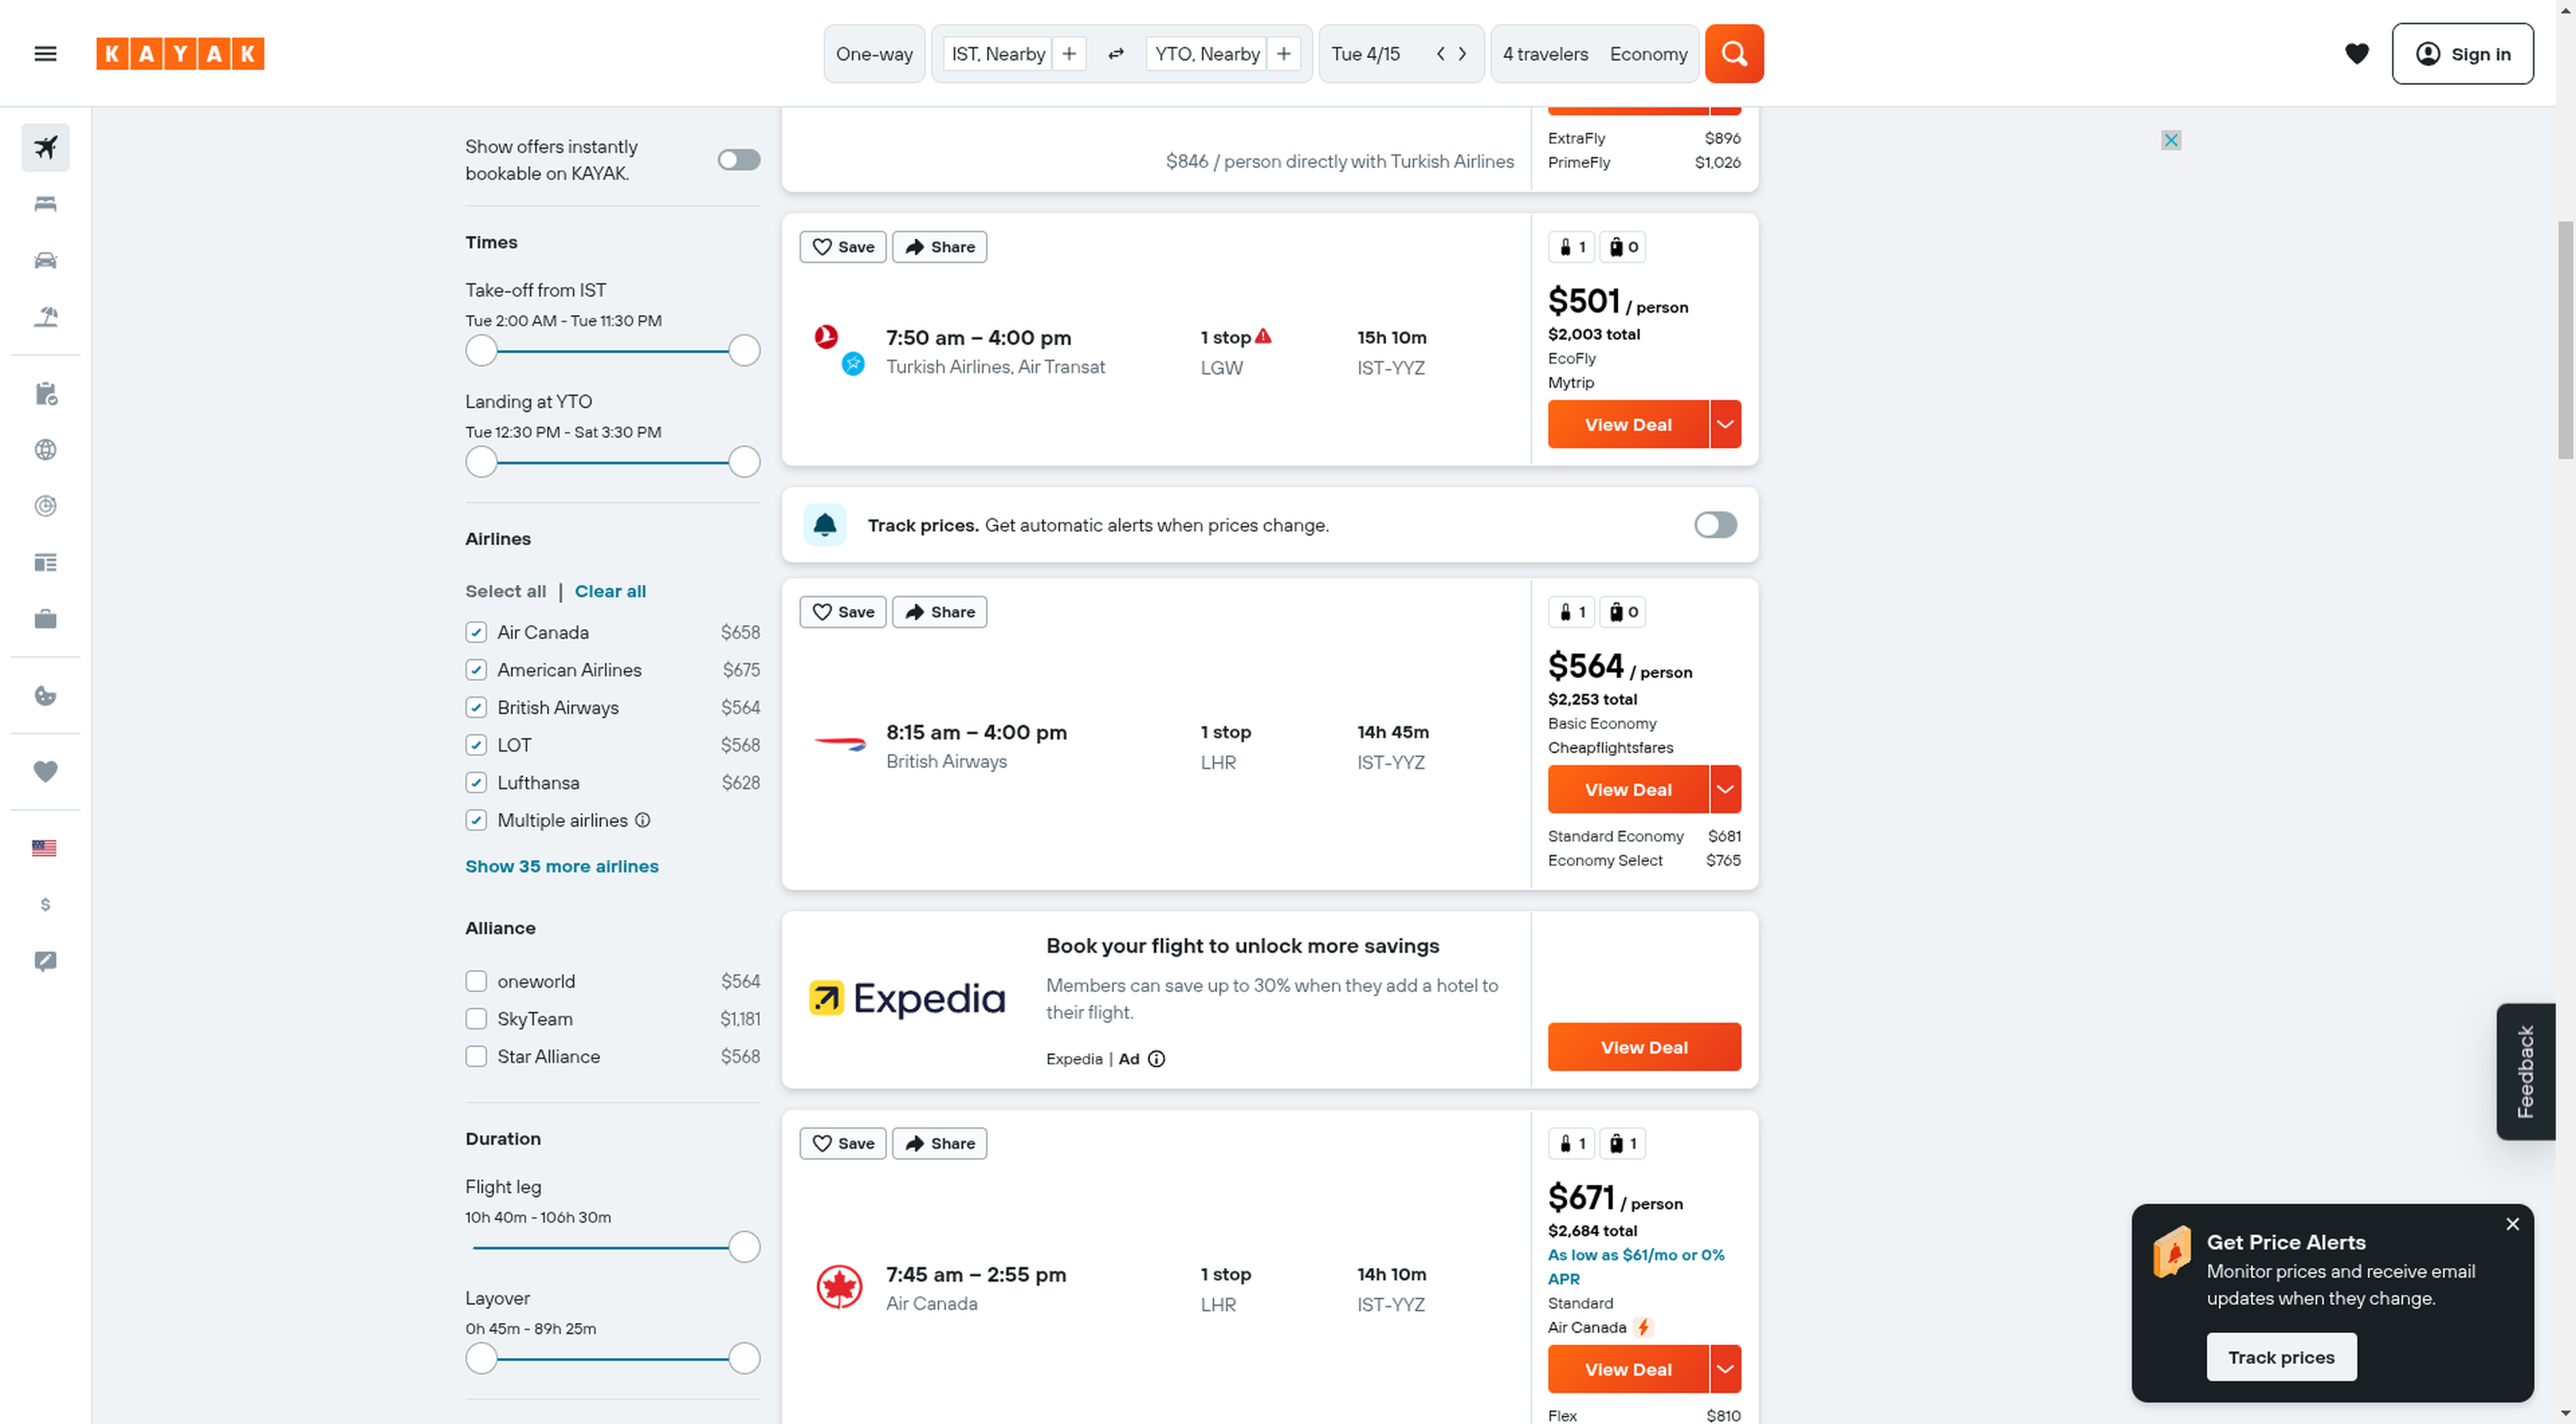 KAYAK
One-way
IST, Nearby
YTO, Nearby
Tue 4/15
4 travelers Economy
Sign in
Show offers instantly
bookable on KAYAK.
Times
Take-off from IST
Tue 2:00 AM - Tue 11:30 PM
Landing at YTO
Tue 12:30 PM - Sat 3:30 PM
Airlines
Select all | Clear all
Air Canada $658
American Airlines $675
British Airways $564
LOT $568
Lufthansa $628
Multiple airlines
Show 35 more airlines
Alliance
oneworld $564
SkyTeam $1,181
Star Alliance $568
Duration
Flight leg
10h 40m - 106h 30m
Layover
0h 45m - 89h 25m
$846 / person directly with Turkish Airlines
ExtraFly $896
PrimeFly $1,026
Save Share
7:50 am – 4:00 pm
Turkish Airlines, Air Transat
1 stop
LGW
15h 10m
IST-YYZ
1 0
$501 / person
$2,003 total
EcoFly
Mytrip
View Deal
Track prices. Get automatic alerts when prices change.
Save Share
8:15 am – 4:00 pm
British Airways
1 stop
LHR
14h 45m
IST-YYZ
1 0
$564 / person
$2,253 total
Basic Economy
Cheapflightsfares
View Deal
Standard Economy $681
Economy Select $765
Expedia
Book your flight to unlock more savings
Members can save up to 30% when they add a hotel to
their flight.
Expedia | Ad
View Deal
Save Share
7:45 am – 2:55 pm
Air Canada
1 stop
LHR
14h 10m
IST-YYZ
1 1
$671 / person
$2,684 total
As low as $61/mo or 0%
APR
Standard
Air Canada
View Deal
Flex $810
Feedback
Get Price Alerts
Monitor prices and receive email
updates when they change.
Track prices